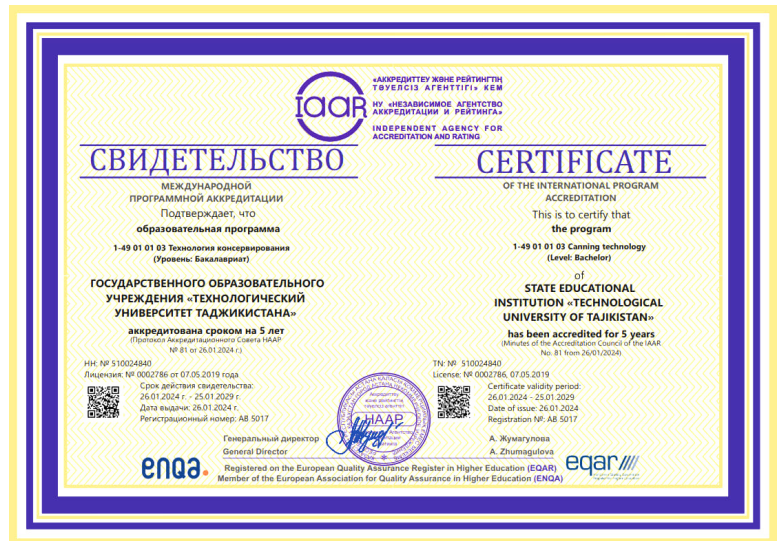 IaaR
«АККРЕДИТТЕУ ЖӘНЕ РЕЙТИНГТІҢ
ТӘУЕЛСІЗ АГЕНТТІГІ» КЕМ
НУ «НЕЗАВИСИМОЕ АГЕНТСТВО
АККРЕДИТАЦИИ И РЕЙТИНГА»
INDEPENDENT AGENCY FOR
ACCREDITATION AND RATING
СВИДЕТЕЛЬСТВО
МЕЖДУНАРОДНОЙ
ПРОГРАММНОЙ АККРЕДИТАЦИИ
Подтверждает, что
образовательная программа
1-49 01 01 03 Технология консервирования
(Уровень: Бакалавриат)
ГОСУДАРСТВЕННОГО ОБРАЗОВАТЕЛЬНОГО
УЧРЕЖДЕНИЯ «ТЕХНОЛОГИЧЕСКИЙ
УНИВЕРСИТЕТ ТАДЖИКИСТАНА»
аккредитована сроком на 5 лет
(Протокол Аккредитационного Совета НААР
№ 81 от 26.01.2024 г.)
НН: № 510024840
Лицензия: № 0002786 от 07.05.2019 года
Срок действия свидетельства:
26.01.2024 г. - 25.01.2029 г.
Дата выдачи: 26.01.2024 г.
Регистрационный номер: АВ 5017
CERTIFICATE
OF THE INTERNATIONAL PROGRAM
ACCREDITATION
This is to certify that
the program
1-49 01 01 03 Canning technology
(Level: Bachelor)
of
STATE EDUCATIONAL
INSTITUTION «TECHNOLOGICAL
UNIVERSITY OF TAJIKISTAN»
has been accredited for 5 years
(Minutes of the Accreditation Council of the IAAR
No. 81 from 26/01/2024)
TN: № 510024840
License: № 0002786, 07.05.2019
Certificate validity period:
26.01.2024 - 25.01.2029
Date of issue: 26.01.2024
Registration №: AB 5017
НААР
Генеральный директор
General Director
А. Жумагулова
A. Zhumagulova
enqa.
Registered on the European Quality Assurance Register in Higher Education (EQAR)
Member of the European Association for Quality Assurance in Higher Education (ENQA)
eqar